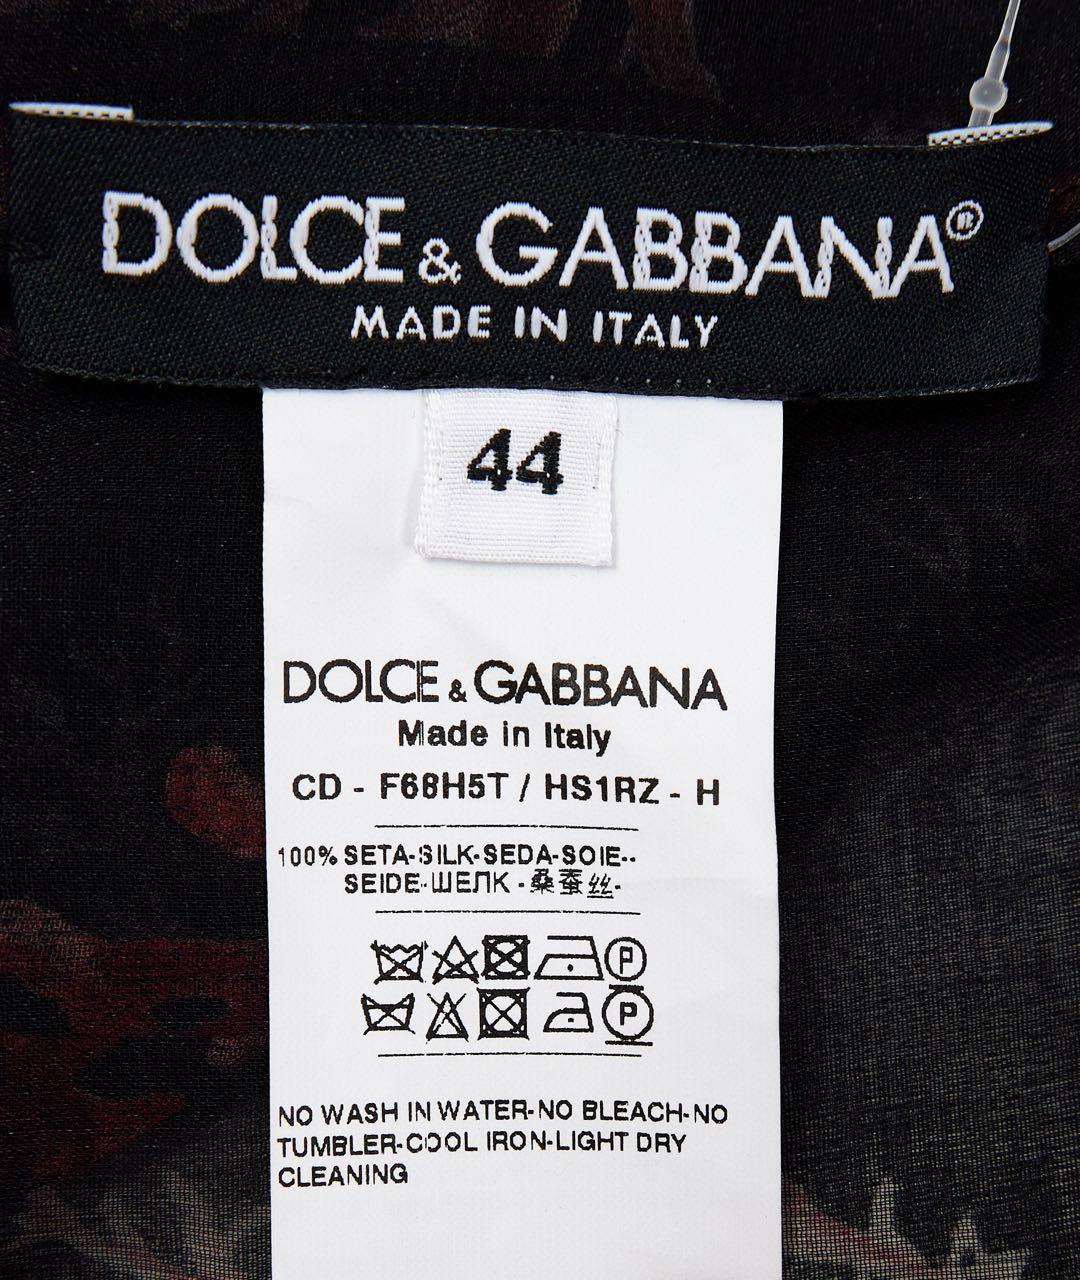 DOLCE & GABBANA®
MADE IN ITALY
44
DOLCE & GABBANA
Made in Italy
CD - F68H5T / HS1RZ - H
100% SETA-SILK-SEDA-SOIE--
SEIDE-ШЕЛК-桑蚕丝-
P
P
NO WASH IN WATER-NO BLEACH-NO
TUMBLER-COOL IRON-LIGHT DRY
CLEANING